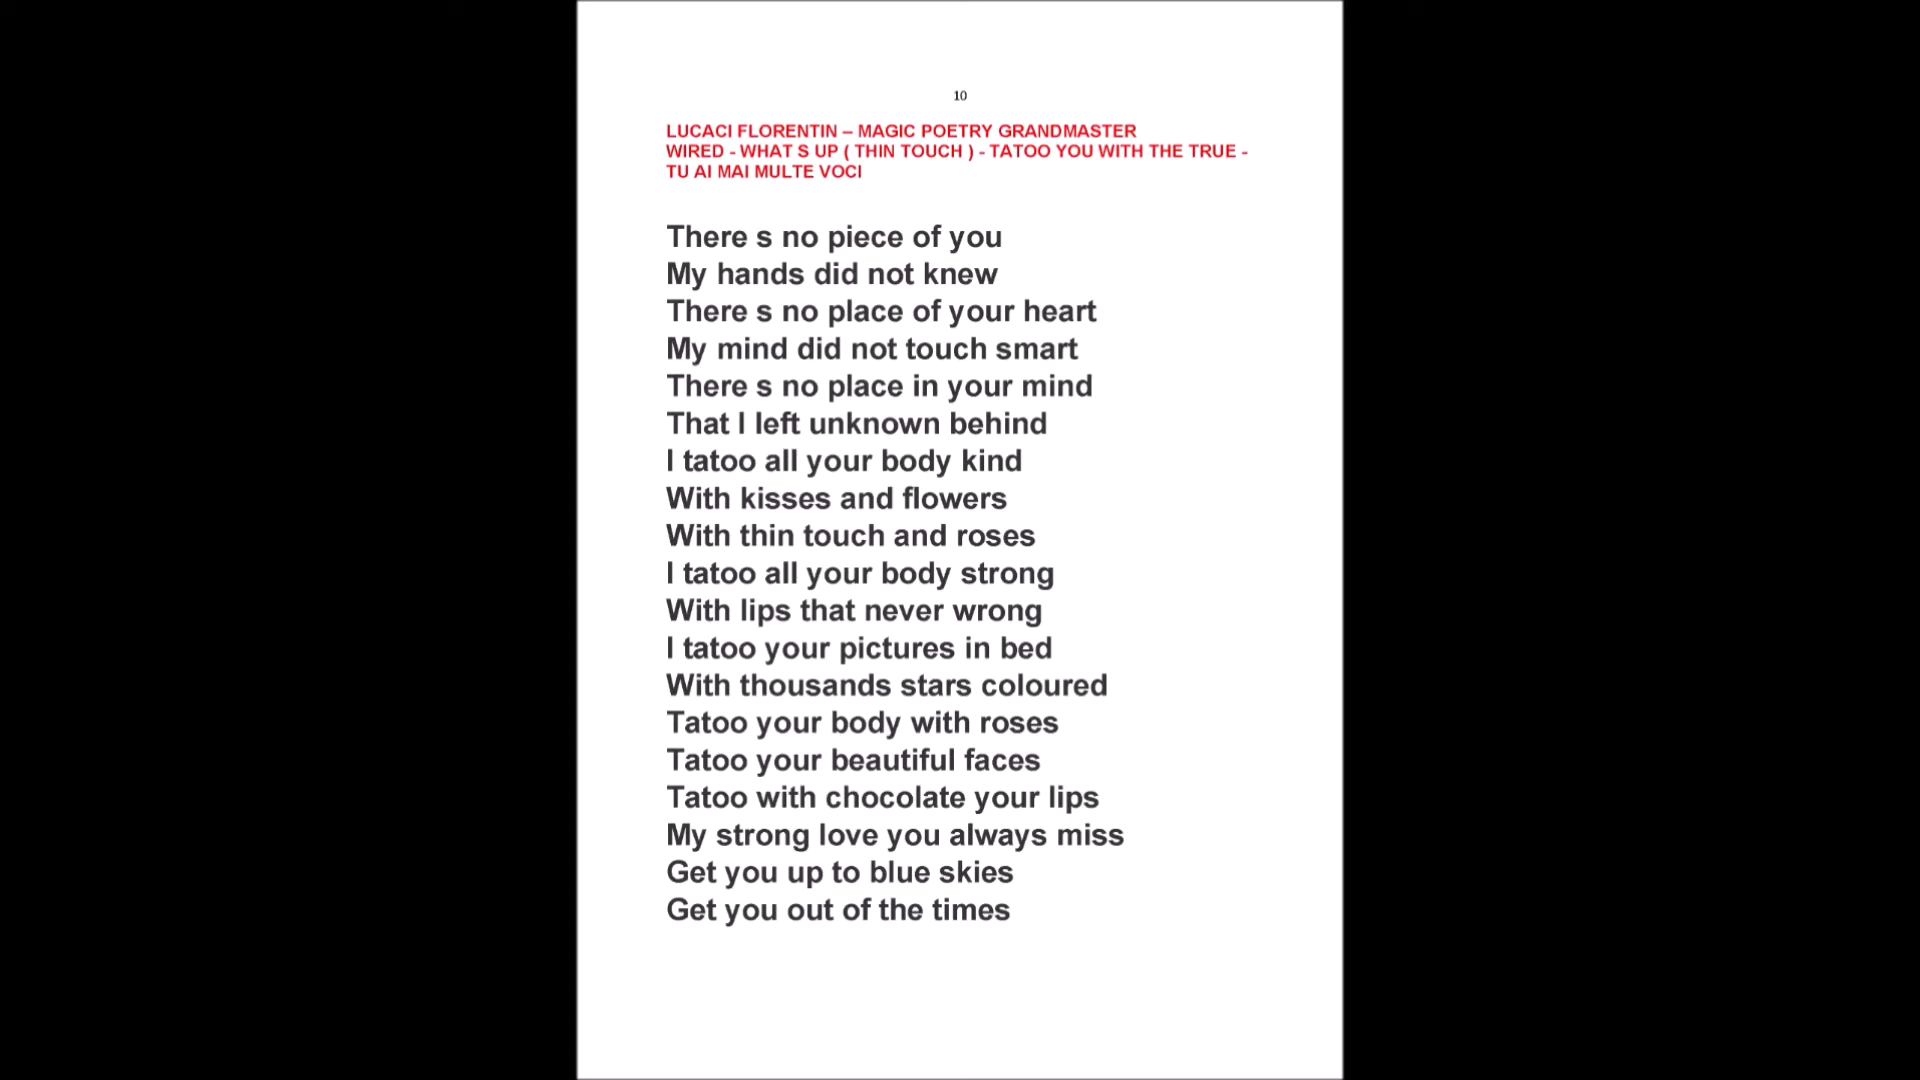 10
LUCACI FLORENTIN – MAGIC POETRY GRANDMASTER
WIRED - WHAT S UP ( THIN TOUCH ) - TATOO YOU WITH THE TRUE -
TU AI MAI MULTE VOCI
There s no piece of you
My hands did not knew
There s no place of your heart
My mind did not touch smart
There s no place in your mind
That I left unknown behind
I tatoo all your body kind
With kisses and flowers
With thin touch and roses
I tatoo all your body strong
With lips that never wrong
I tatoo your pictures in bed
With thousands stars coloured
Tatoo your body with roses
Tatoo your beautiful faces
Tatoo with chocolate your lips
My strong love you always miss
Get you up to blue skies
Get you out of the times